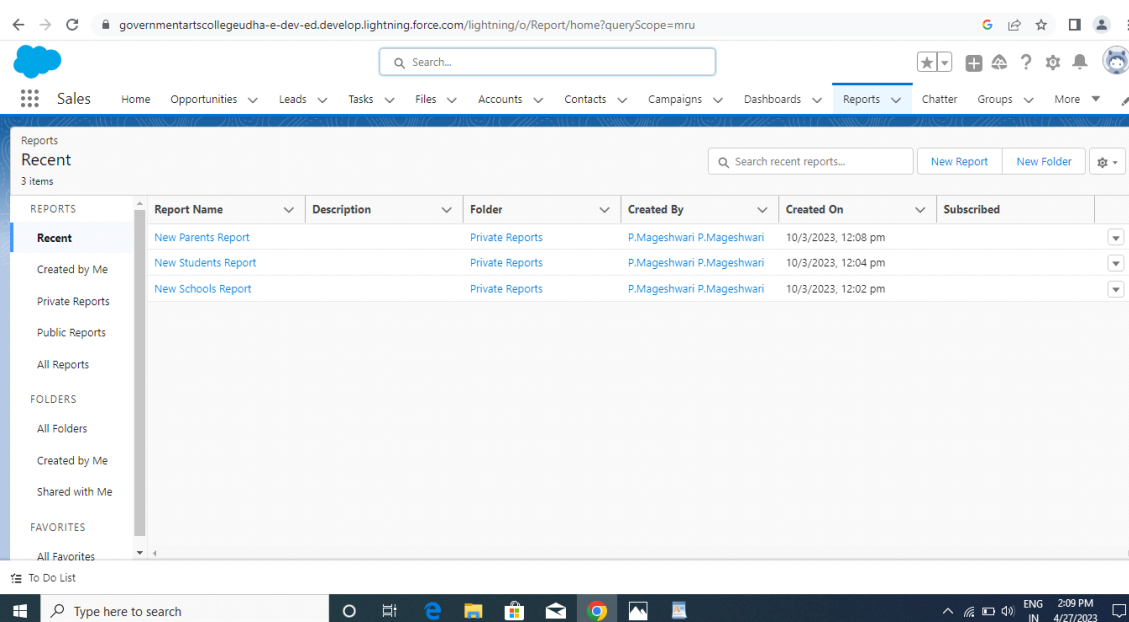 governmentartscollegeudha-e-dev-ed.develop.lightning.force.com/lightning/o/Report/home?queryScope=mru
Search...
Sales Home Opportunities Leads Tasks Files Accounts Contacts Campaigns Dashboards Reports Chatter Groups More
Reports
Recent
3 items
Search recent reports...
New Report
New Folder
REPORTS
Recent
Created by Me
Private Reports
Public Reports
All Reports
FOLDERS
All Folders
Created by Me
Shared with Me
FAVORITES
All Favorites
Report Name Description Folder Created By Created On Subscribed
New Parents Report Private Reports P.Mageshwari P.Mageshwari 10/3/2023, 12:08 pm
New Students Report Private Reports P.Mageshwari P.Mageshwari 10/3/2023, 12:04 pm
New Schools Report Private Reports P.Mageshwari P.Mageshwari 10/3/2023, 12:02 pm
To Do List
Type here to search
ENG
IN
2:09 PM
4/27/2023